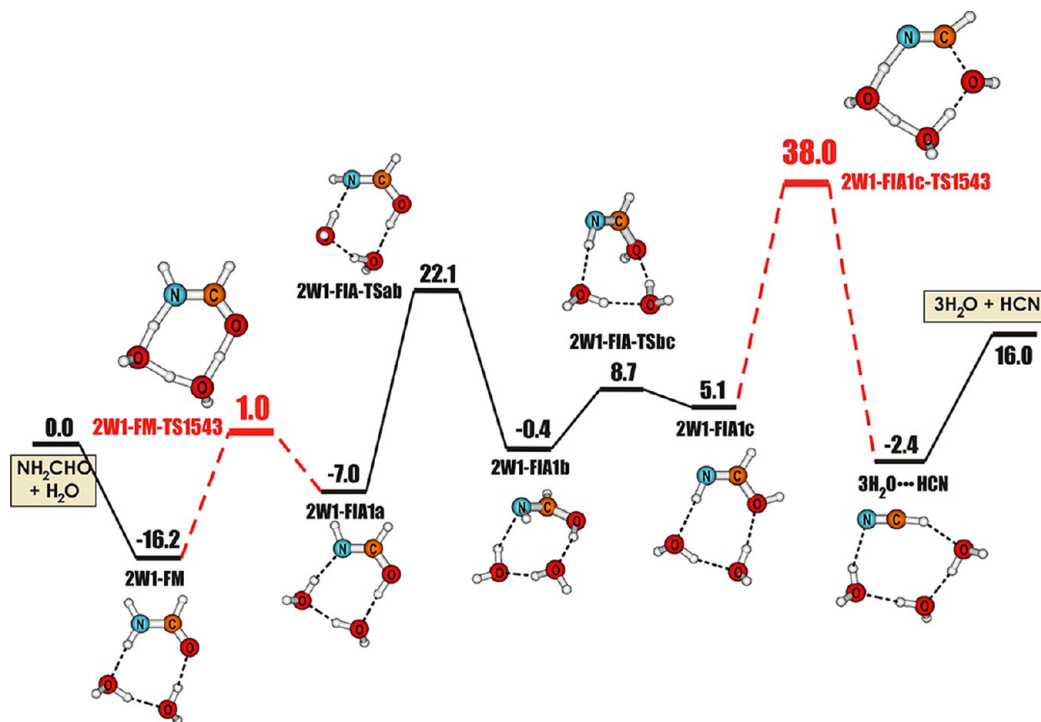 N C
O
O
O
38.0
2W1-FIA1c-TS1543
N C
O
O
O
2W1-FIA-TSab
22.1
N C
O
O
O
2W1-FIA-TSbc
8.7
N C
O
O
O
2W1-FM-TS1543
1.0
3H2O + HCN
16.0
0.0
NH2CHO
+ H2O
-16.2
2W1-FM
N C
O
O
O
-7.0
2W1-FIA1a
N C
O
O
O
-0.4
2W1-FIA1b
N C
O
O
O
5.1
2W1-FIA1c
N C
O
O
O
-2.4
3H2O••• HCN
N C
O
O
O